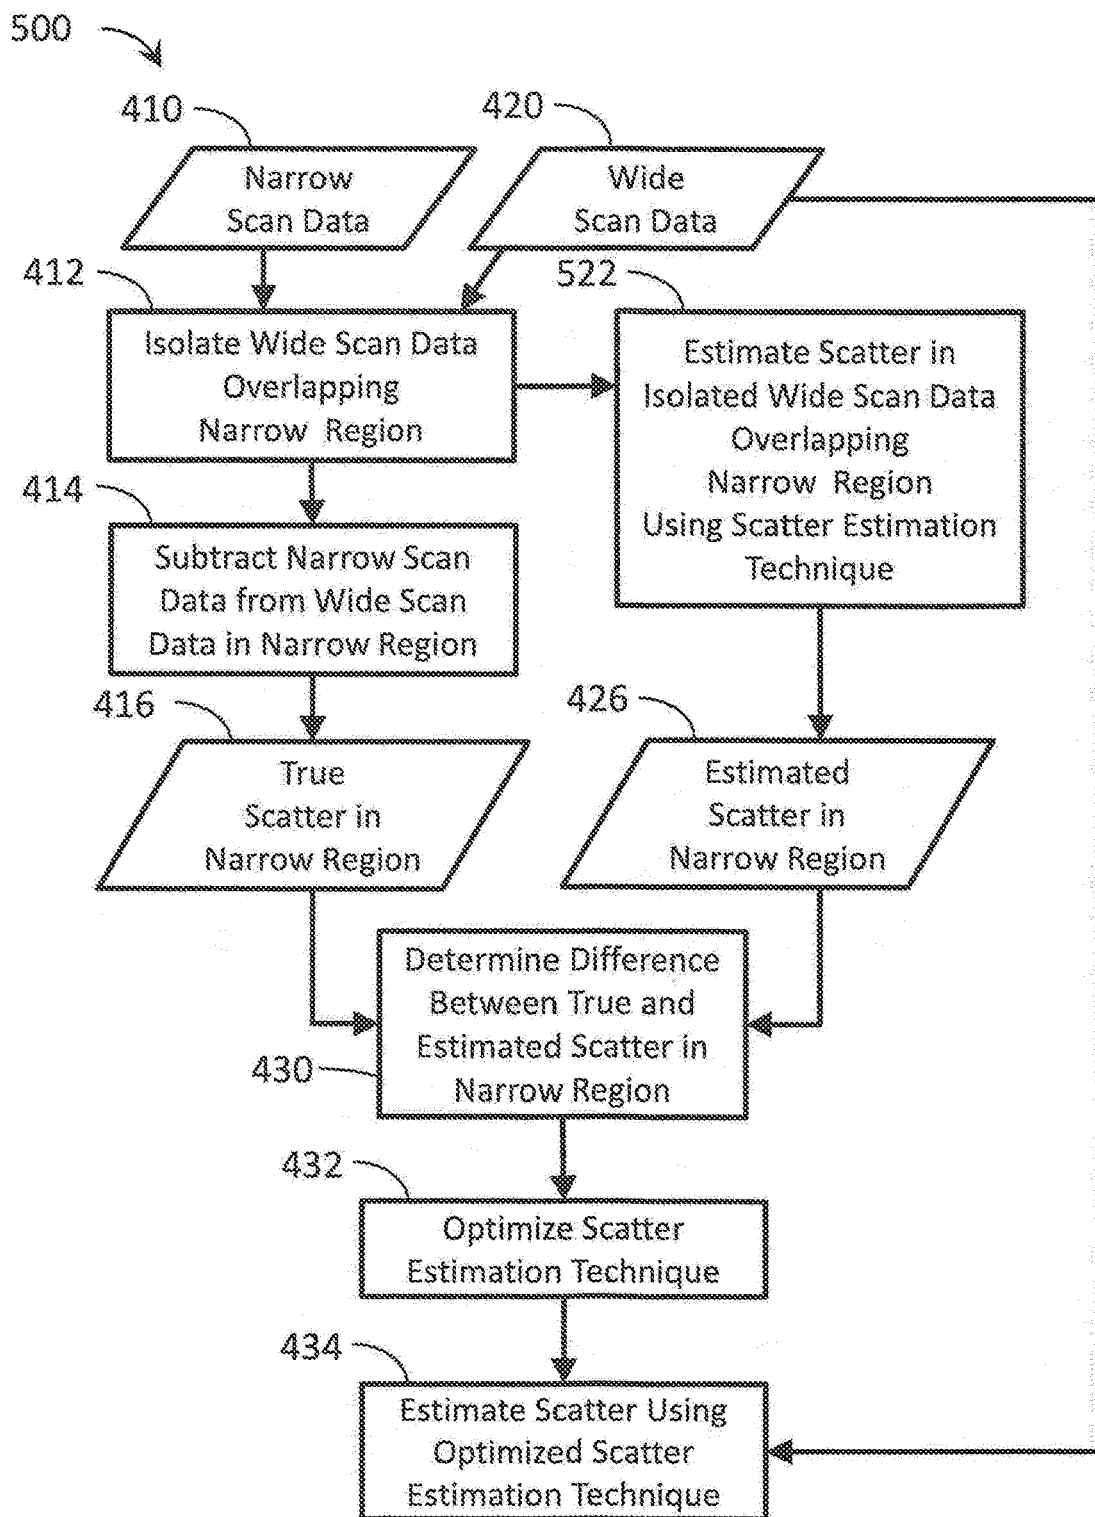 500
410
420
Narrow
Scan Data
Wide
Scan Data
412
522
Isolate Wide Scan Data
Overlapping
Narrow Region
Estimate Scatter in
Isolated Wide Scan Data
Overlapping
Narrow Region
Using Scatter Estimation
Technique
414
Subtract Narrow Scan
Data from Wide Scan
Data in Narrow Region
416
426
True
Scatter in
Narrow Region
Estimated
Scatter in
Narrow Region
Determine Difference
Between True and
Estimated Scatter in
Narrow Region
430
432
Optimize Scatter
Estimation Technique
434
Estimate Scatter Using
Optimized Scatter
Estimation Technique